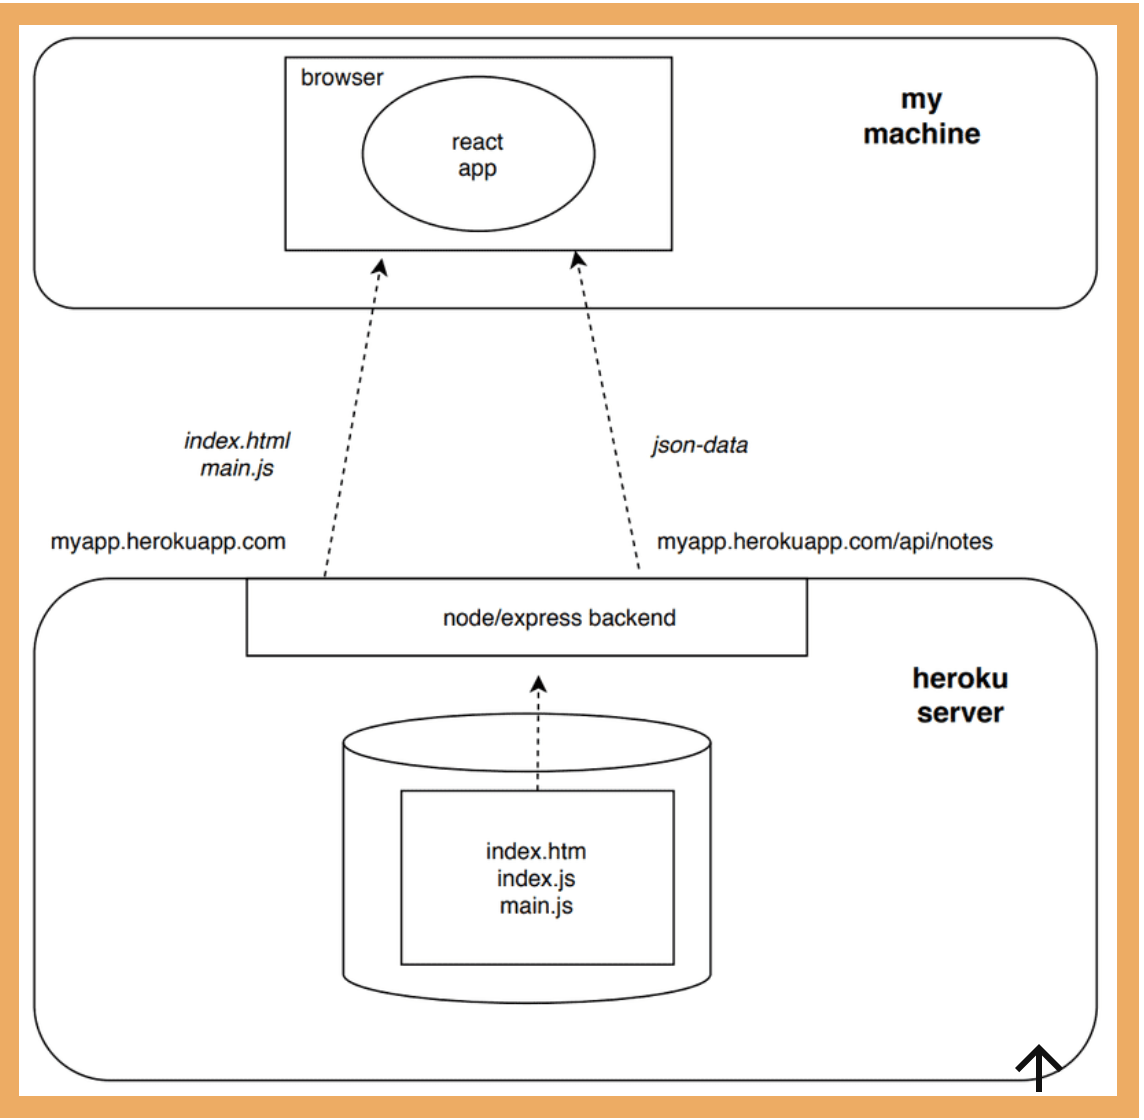 browser
react
app
my
machine
index.html
main.js
json-data
myapp.herokuapp.com
myapp.herokuapp.com/api/notes
node/express backend
heroku
server
index.htm
index.js
main.js